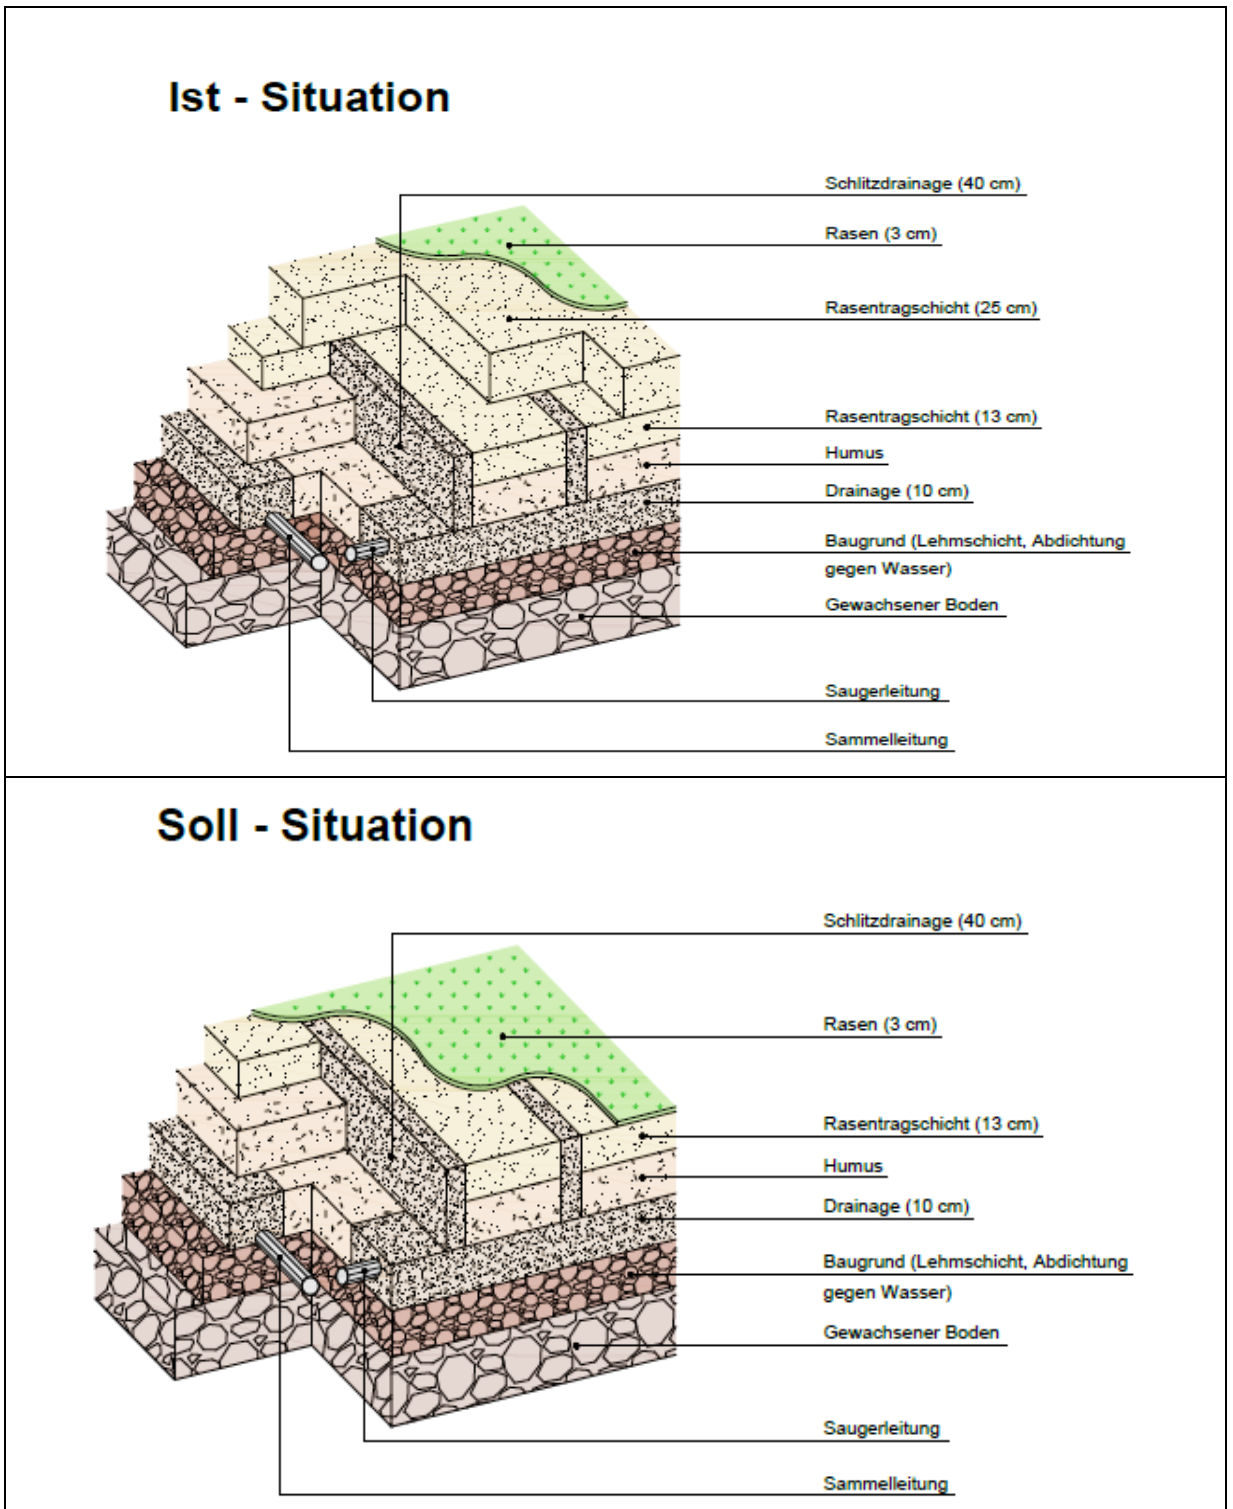 Ist - Situation
Schlitzdrainage (40 cm)
Rasen (3 cm)
Rasentragschicht (25 cm)
Rasentragschicht (13 cm)
Humus
Drainage (10 cm)
Baugrund (Lehmschicht, Abdichtung
gegen Wasser)
Gewachsener Boden
Saugerleitung
Sammelleitung
Soll - Situation
Schlitzdrainage (40 cm)
Rasen (3 cm)
Rasentragschicht (13 cm)
Humus
Drainage (10 cm)
Baugrund (Lehmschicht, Abdichtung
gegen Wasser)
Gewachsener Boden
Saugerleitung
Sammelleitung